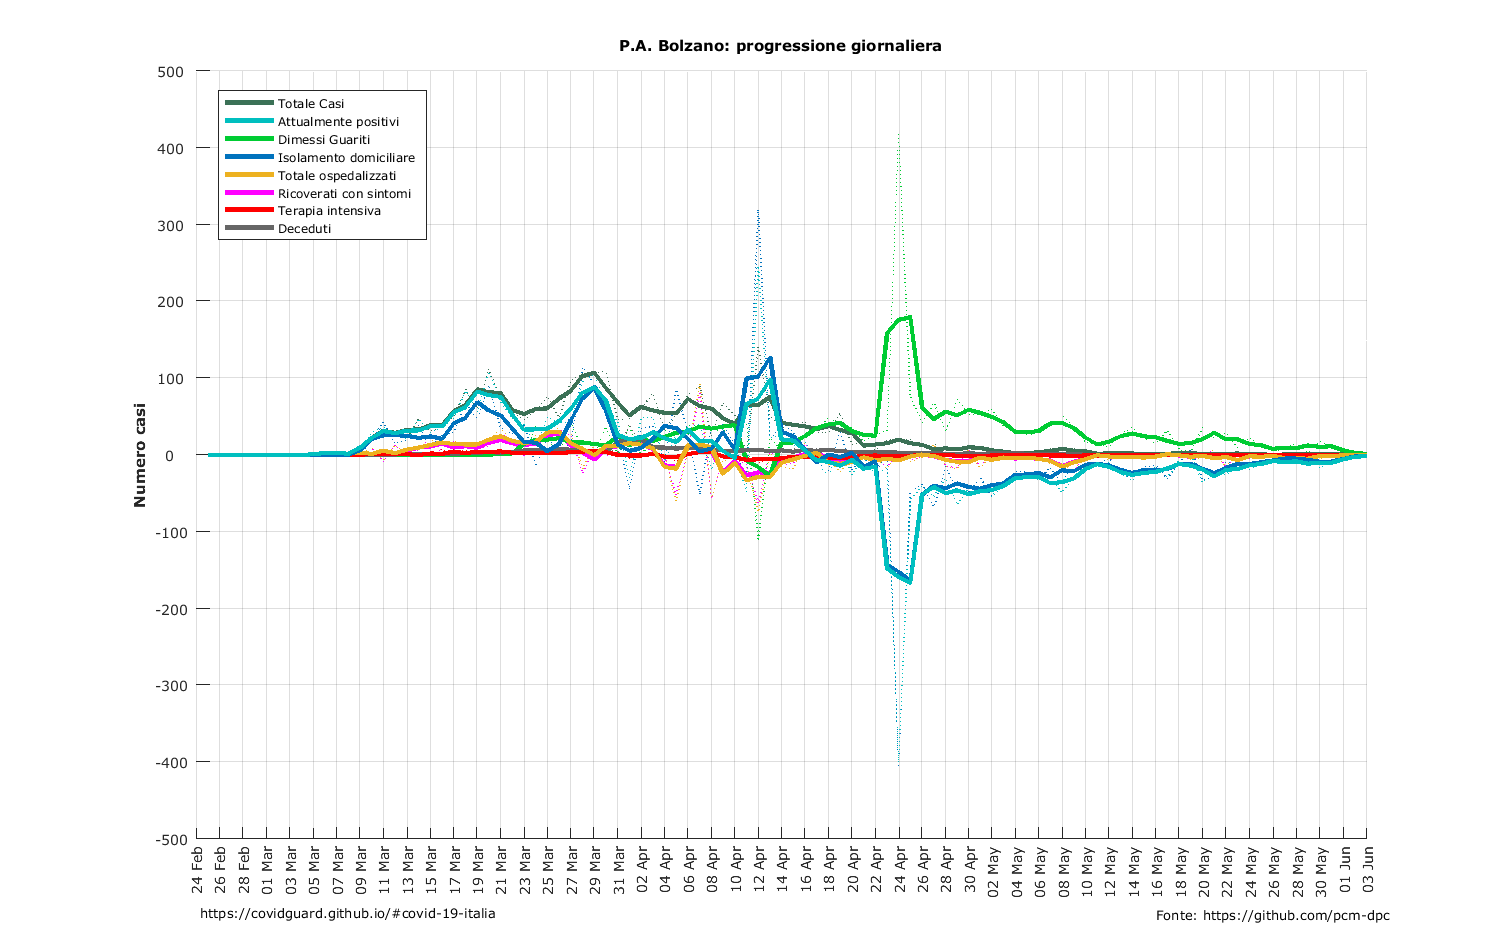 P.A. Bolzano: progressione giornaliera
500
400
300
200
100
0
-100
-200
-300
-400
-500
Numero casi
Totale Casi
Attualmente positivi
Dimessi Guariti
Isolamento domiciliare
Totale ospedalizzati
Ricoverati con sintomi
Terapia intensiva
Deceduti
24 Feb
26 Feb
28 Feb
01 Mar
03 Mar
05 Mar
07 Mar
09 Mar
11 Mar
13 Mar
15 Mar
17 Mar
19 Mar
21 Mar
23 Mar
25 Mar
27 Mar
29 Mar
31 Mar
02 Apr
04 Apr
06 Apr
08 Apr
10 Apr
12 Apr
14 Apr
16 Apr
18 Apr
20 Apr
22 Apr
24 Apr
26 Apr
28 Apr
30 Apr
02 May
04 May
06 May
08 May
10 May
12 May
14 May
16 May
18 May
20 May
22 May
24 May
26 May
28 May
30 May
01 Jun
03 Jun
https://covidguard.github.io/#covid-19-italia
Fonte: https://github.com/pcm-dpc